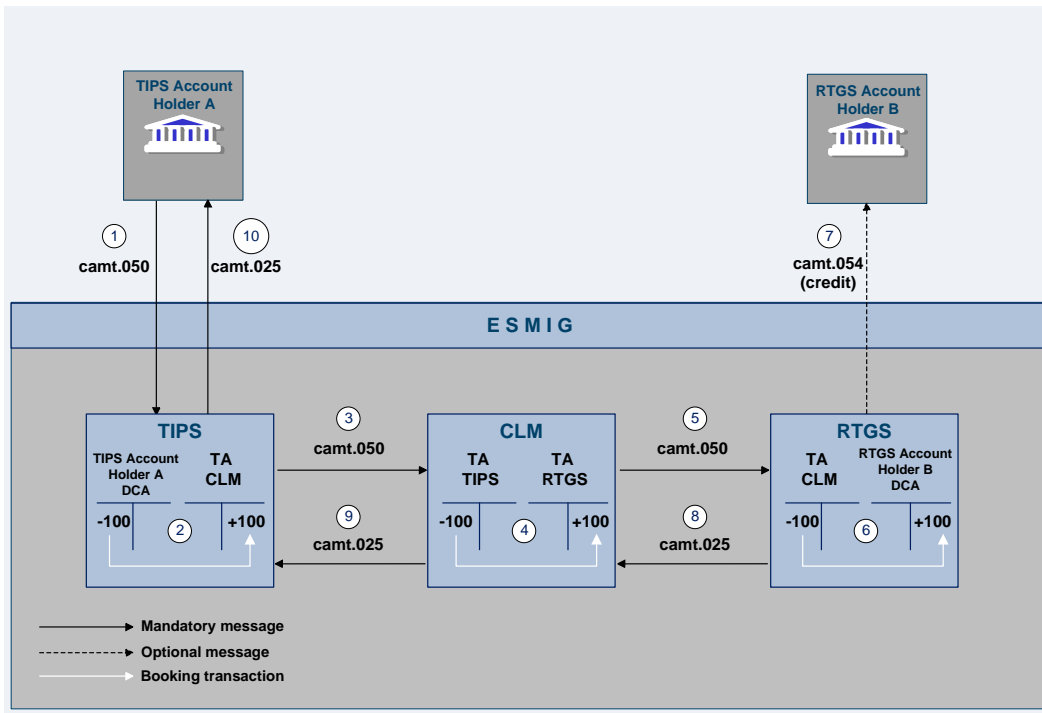 TIPS Account
Holder A
RTGS Account
Holder B
1
camt.050
10
camt.025
7
camt.054
(credit)
E S M I G
TIPS
TIPS Account
Holder A
DCA
TA
CLM
-100
2
+100
3
camt.050
9
camt.025
CLM
TA
TIPS
TA
RTGS
-100
4
+100
5
camt.050
8
camt.025
RTGS
TA
CLM
RTGS Account
Holder B
DCA
-100
6
+100
Mandatory message
Optional message
Booking transaction